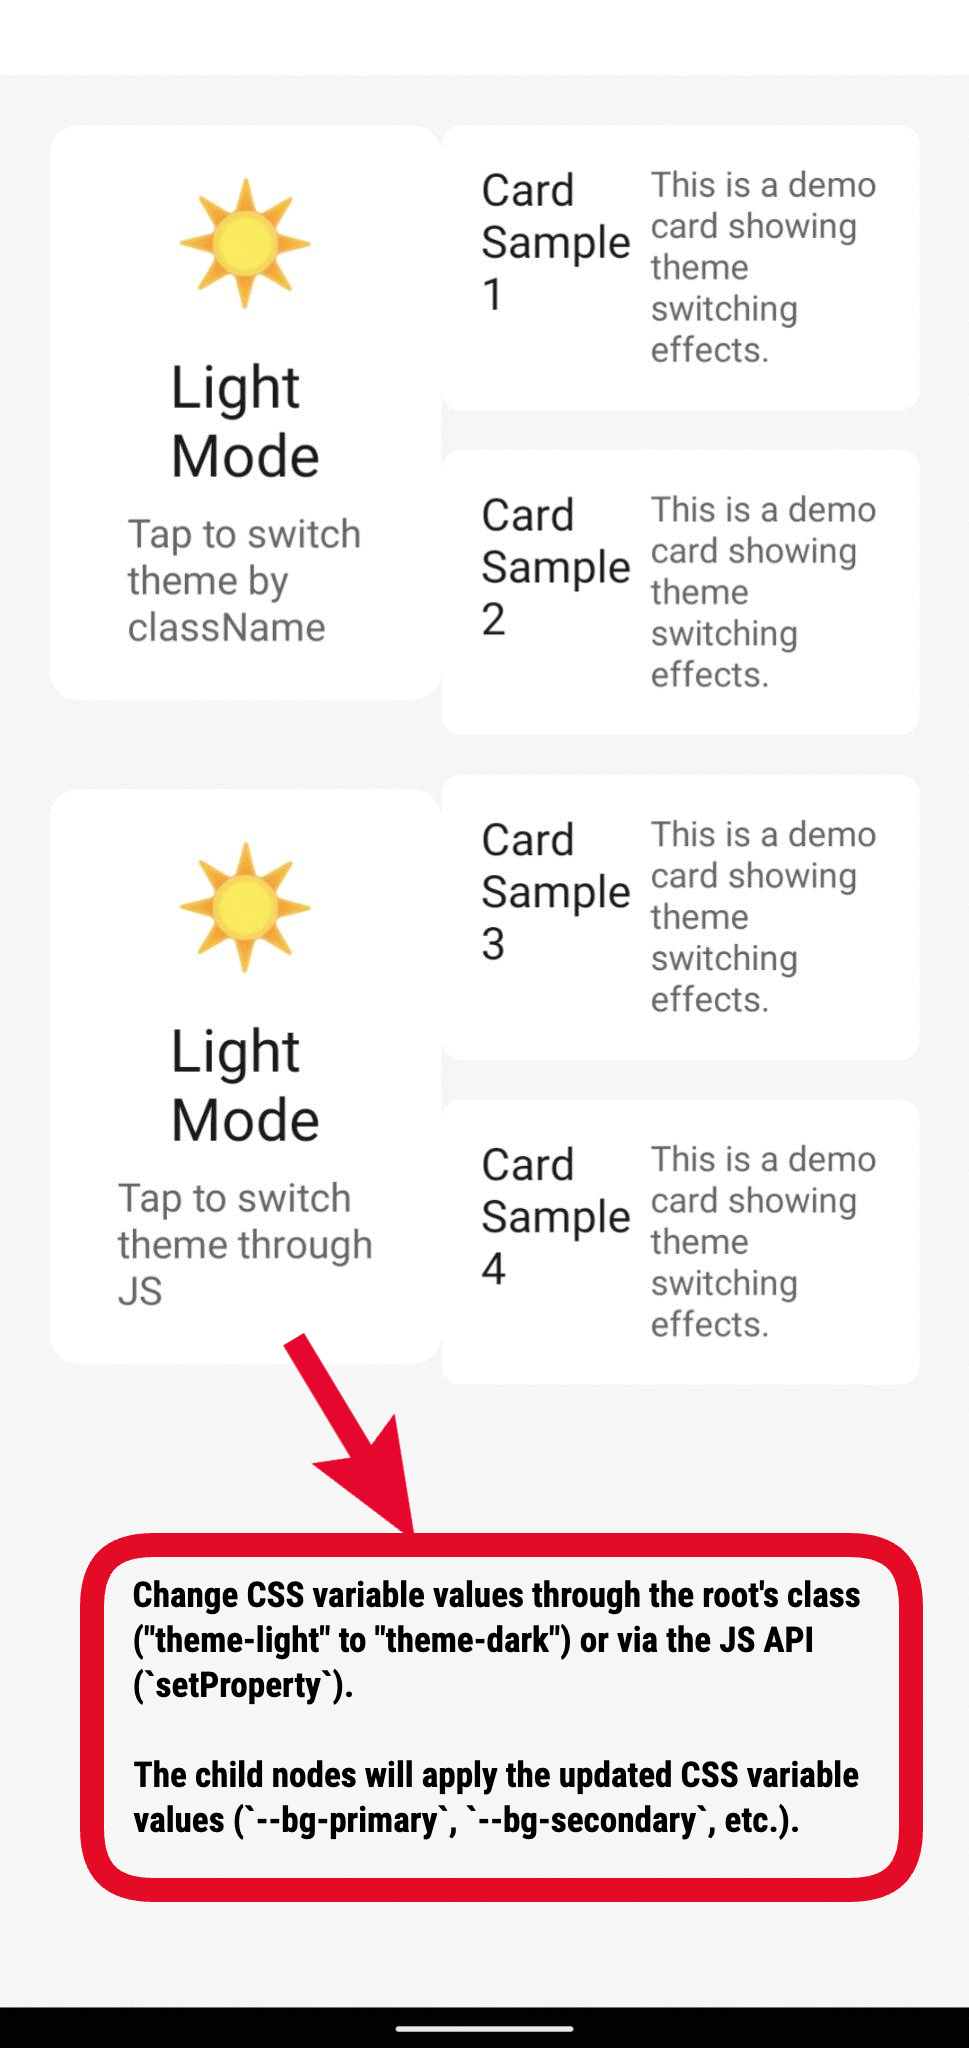 Light
Mode
Tap to switch
theme by
className
Light
Mode
Tap to switch
theme through
JS
Card
Sample
1
This is a demo
card showing
theme
switching
effects.
Card
Sample
2
This is a demo
card showing
theme
switching
effects.
Card
Sample
3
This is a demo
card showing
theme
switching
effects.
Card
Sample
4
This is a demo
card showing
theme
switching
effects.
Change CSS variable values through the root's class
("theme-light" to "theme-dark") or via the JS API
(`setProperty`).
The child nodes will apply the updated CSS variable
values (`--bg-primary`, `--bg-secondary`, etc.).